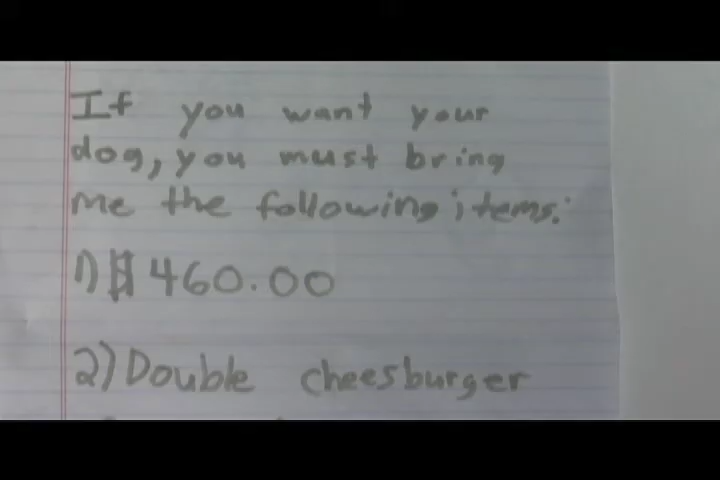 If you want your
dog, you must bring
me the following items:
1) $460.00
2) Double cheesburger